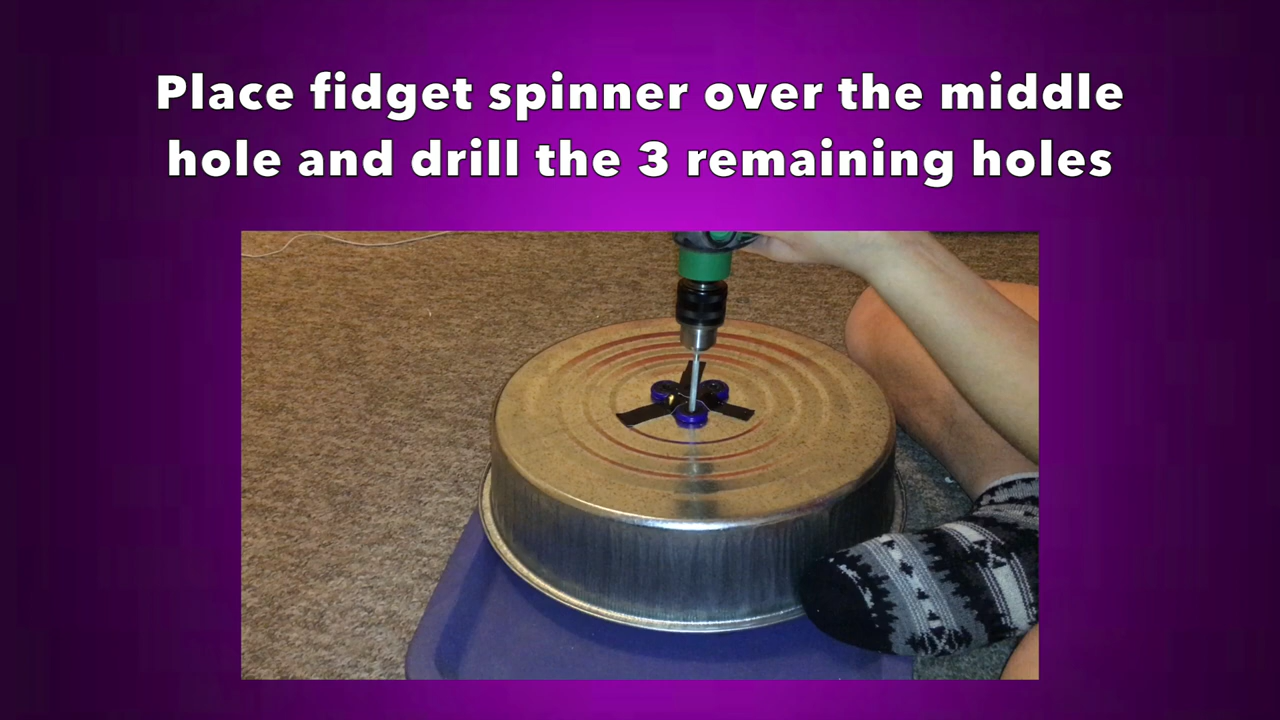 Place fidget spinner over the middle
hole and drill the 3 remaining holes